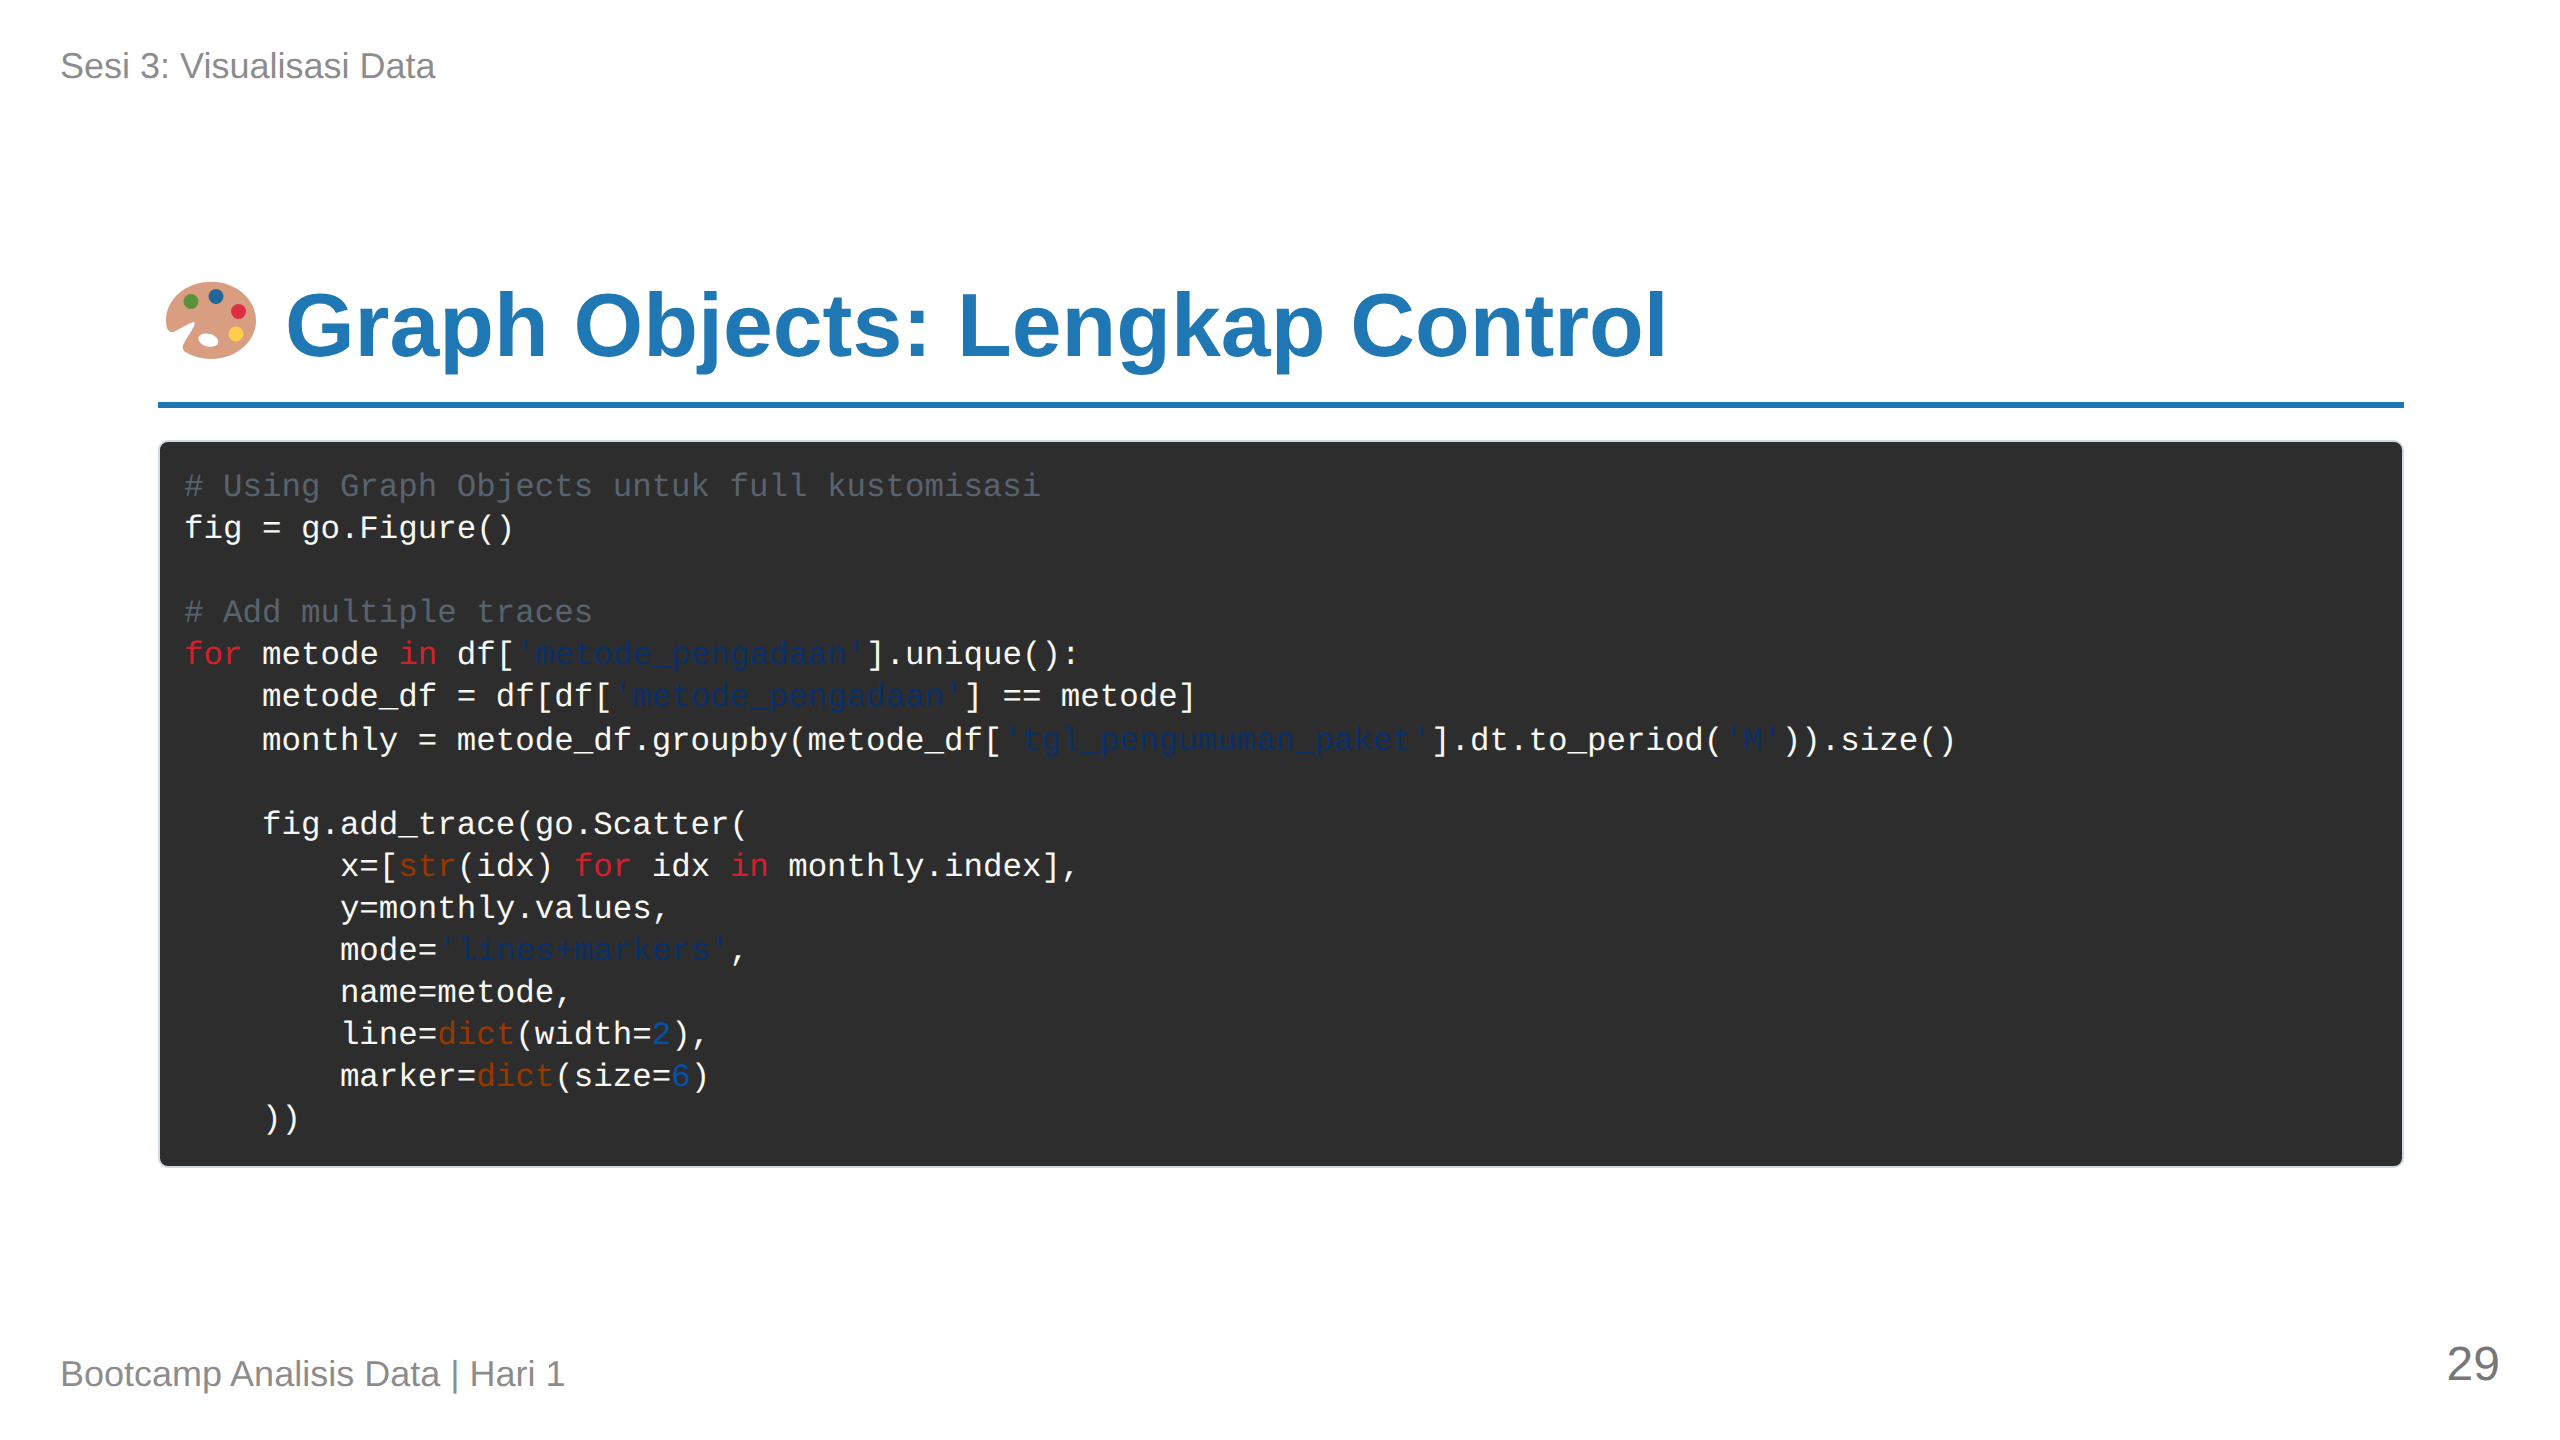 Sesi 3: Visualisasi Data
Graph Objects: Lengkap Control
# Using Graph Objects untuk full kustomisasi
fig = go.Figure()
# Add multiple traces
for metode in df['metode_pengadaan'].unique():
    metode_df = df[df['metode_pengadaan'] == metode]
    monthly = metode_df.groupby(metode_df['tgl_pengumuman_paket'].dt.to_period('M')).size()
    fig.add_trace(go.Scatter(
        x=[str(idx) for idx in monthly.index],
        y=monthly.values,
        mode='lines+markers',
        name=metode,
        line=dict(width=2),
        marker=dict(size=6)
    ))
Bootcamp Analisis Data | Hari 1
29